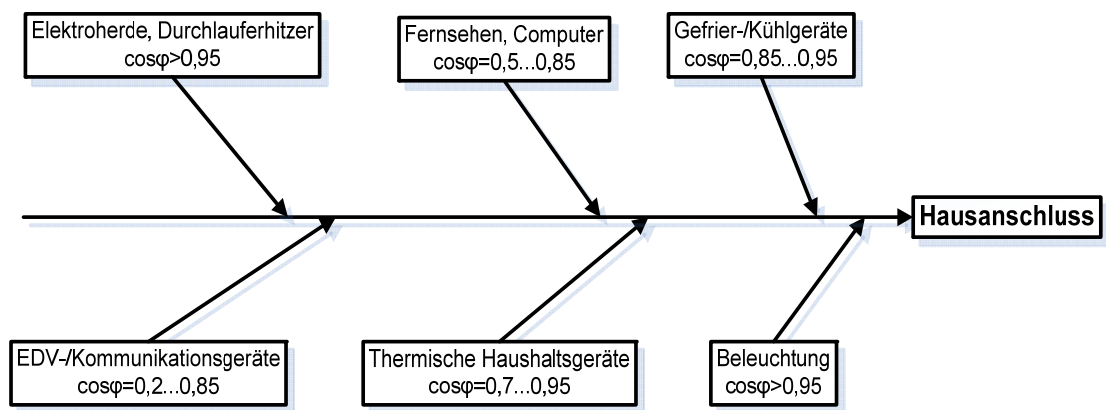 Elektroherde, Durchlauferhitzer
cosφ>0,95
Fernsehen, Computer
cosφ=0,5...0,85
Gefrier-/Kühlgeräte
cosφ=0,85...0,95
Hausanschluss
EDV-/Kommunikationsgeräte
cosφ=0,2...0,85
Thermische Haushaltsgeräte
cosφ=0,7...0,95
Beleuchtung
cosφ>0,95